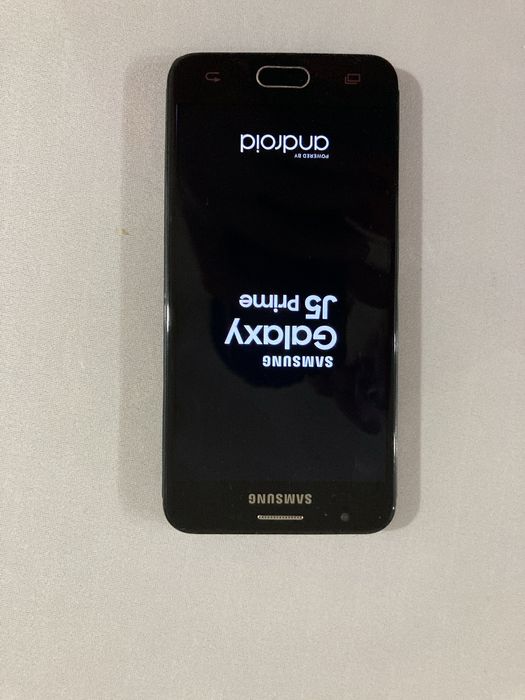 SAMSUNG
SAMSUNG
Galaxy
J5 Prime
POWERED BY
android